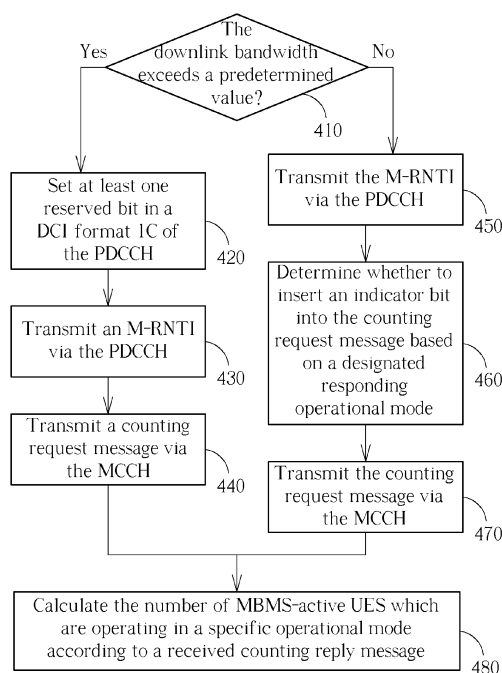 The
downlink bandwidth
exceeds a predetermined
value?
Yes
No
410
Set at least one
reserved bit in a
DCI format 1C of
the PDCCH
420
Transmit an M-RNTI
via the PDCCH
430
Transmit a counting
request message via
the MCCH
440
Transmit the M-RNTI
via the PDCCH
450
Determine whether to
insert an indicator bit
into the counting
request message based
on a designated
responding
operational mode
460
Transmit the counting
request message via
the MCCH
470
Calculate the number of MBMS-active UES which
are operating in a specific operational mode
according to a received counting reply message
480